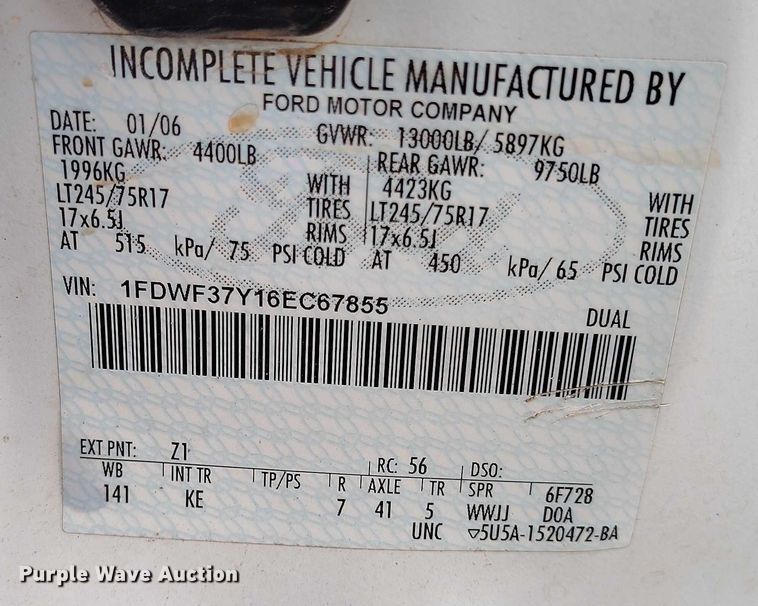 INCOMPLETE VEHICLE MANUFACTURED BY
FORD MOTOR COMPANY
DATE: 01/06 GVWR: 13000LB/ 5897KG
FRONT GAWR: 4400LB REAR GAWR: 9750LB
1996KG WITH 4423KG WITH
LT245/75R17 TIRES LT245/75R17 TIRES
17x6.5J RIMS 17x6.5J RIMS
AT 515 kPa/ 75 PSI COLD AT 450 kPa/ 65 PSI COLD
VIN: 1FDWF37Y16EC67855
DUAL
EXT PNT: Z1 RC: 56 DSO:
WB INT TR TP/PS R AXLE TR SPR 6F728
141 KE 7 41 5 WWJJ D0A
UNC ▽5U5A-1520472-BA
Purple Wave Auction